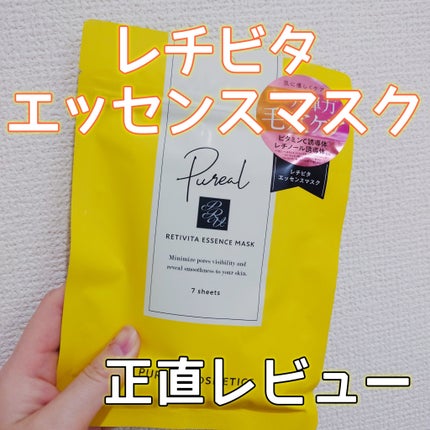 レチビタ
エッセンスマスク
毛
ビタミンC誘導体
レチノール誘導体
レチビタ
エッセンスマスク
Pureal
RETIVITA ESSENCE MASK
Minimize pores visibility and
reveal smoothness to your skin.
7 sheets
正直レビュー